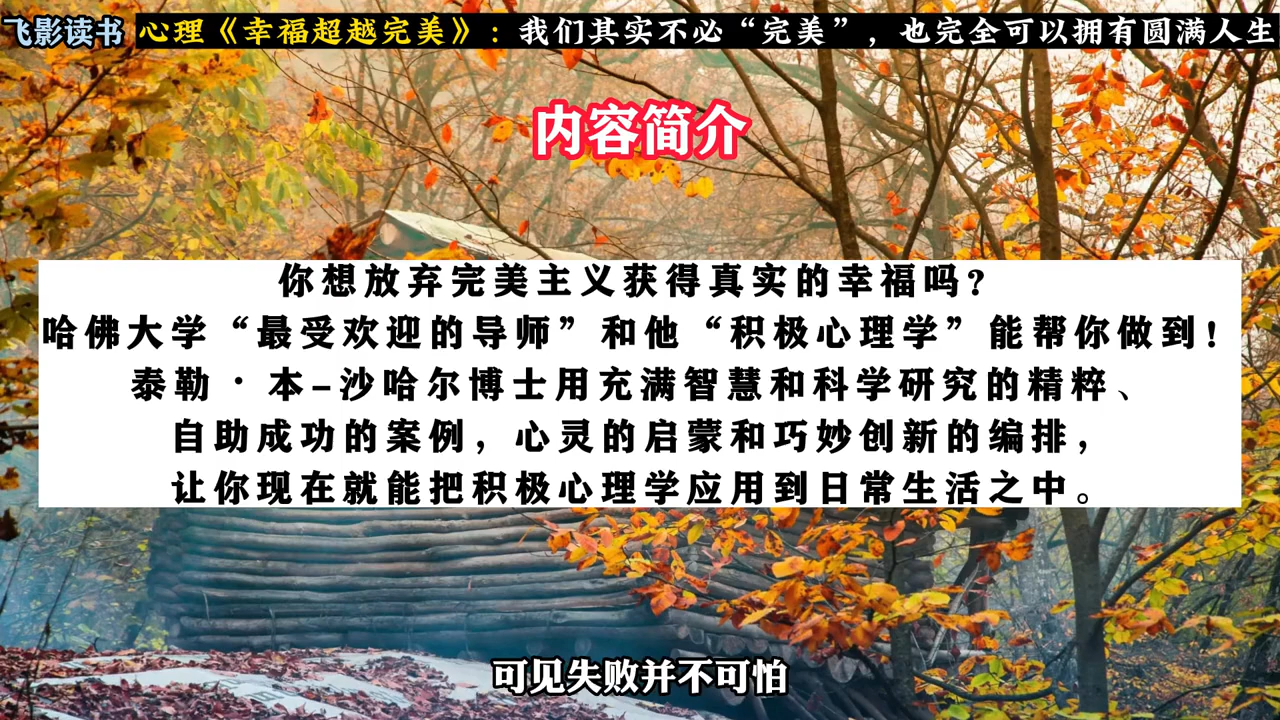 飞影读书 心理《幸福超越完美》：我们其实不必“完美”，也完全可以拥有圆满人生
内容简介
你想放弃完美主义获得真实的幸福吗？
哈佛大学“最受欢迎的导师”和他“积极心理学”能帮你做到！
泰勒·本-沙哈尔博士用充满智慧和科学研究的精粹、
自助成功的案例，心灵的启蒙和巧妙创新的编排，
让你现在就能把积极心理学应用到日常生活之中。
可见失败并不可怕